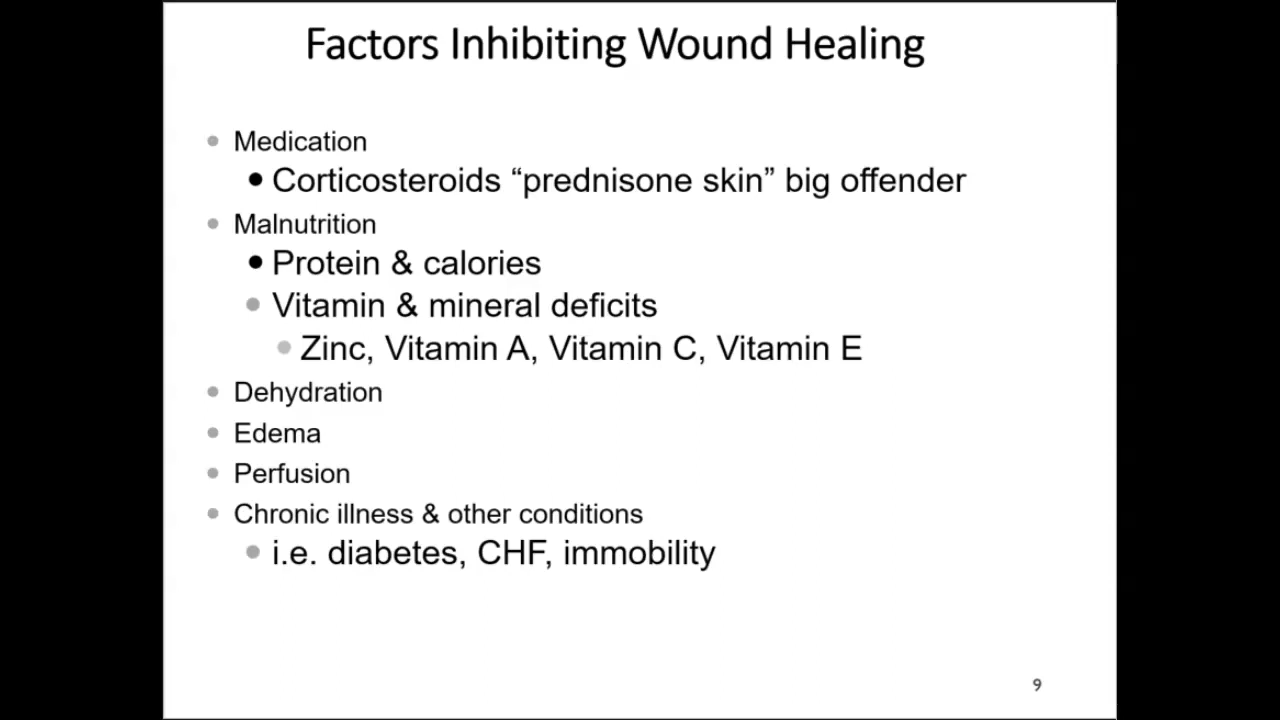 Factors Inhibiting Wound Healing
Medication
Corticosteroids “prednisone skin” big offender
Malnutrition
Protein & calories
Vitamin & mineral deficits
Zinc, Vitamin A, Vitamin C, Vitamin E
Dehydration
Edema
Perfusion
Chronic illness & other conditions
i.e. diabetes, CHF, immobility
9